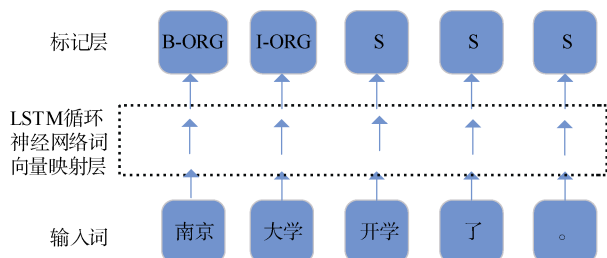 标记层 B-ORG I-ORG S S S
LSTM循环
神经网络词
向量映射层
输入词 南京 大学 开学 了 。